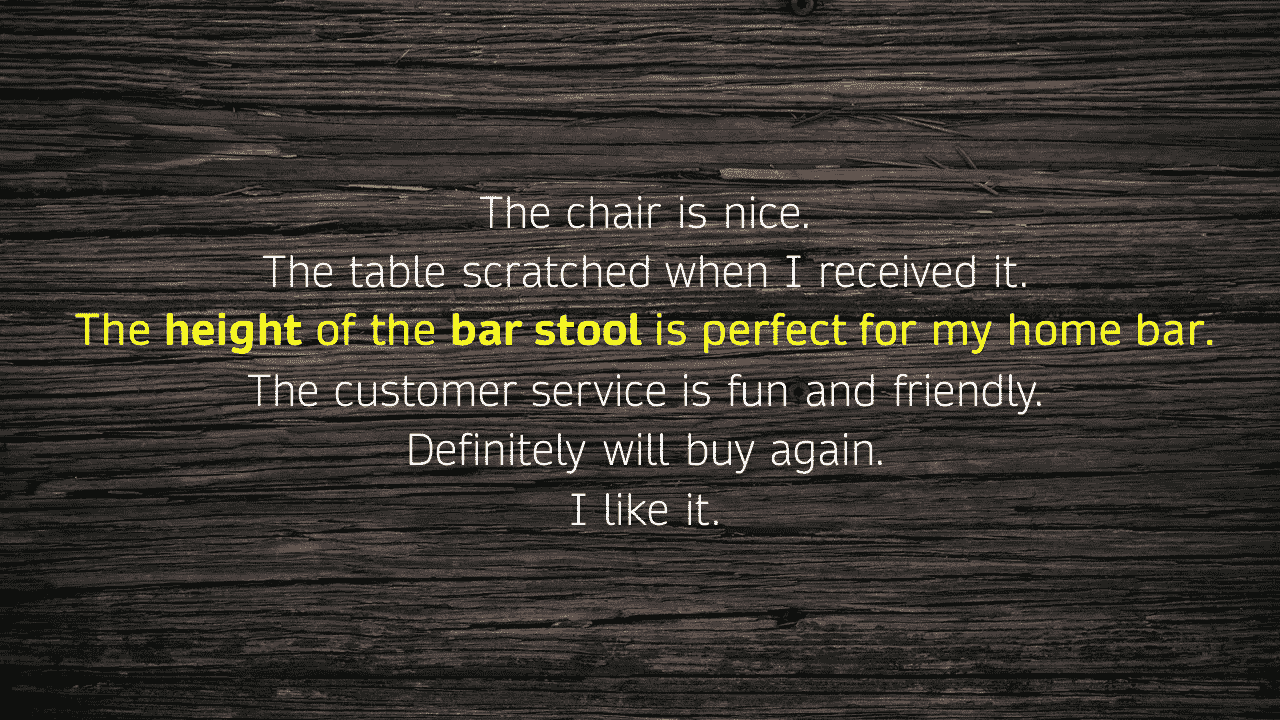 The chair is nice.
The table scratched when I received it.
The height of the bar stool is perfect for my home bar.
The customer service is fun and friendly.
Definitely will buy again.
I like it.